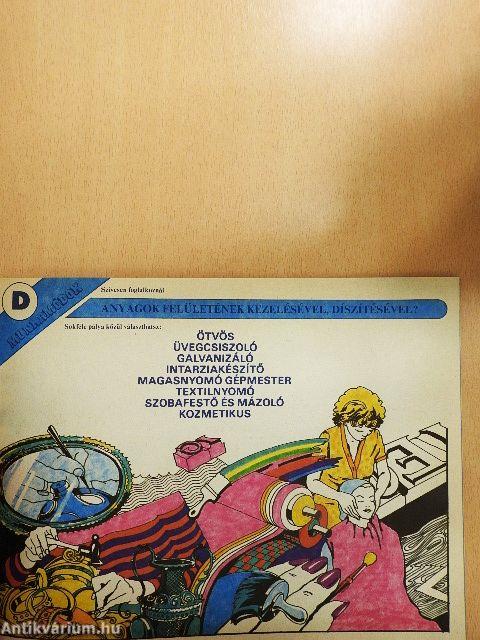 D
Szívesen foglalkoznál
ANYAGOK FELÜLETÉNEK KEZELÉSÉVEL, DÍSZÍTÉSÉVEL?
Sokféle pálya közül választhatsz:
ÖTVÖS
ÜVEGCSISZOLÓ
GALVANIZÁLÓ
INTARZIAKÉSZÍTŐ
MAGASNYOMÓ GÉPMESTER
TEXTILNYOMÓ
SZOBAFESTŐ ÉS MÁZOLÓ
KOZMETIKUS
Antikvarium.hu